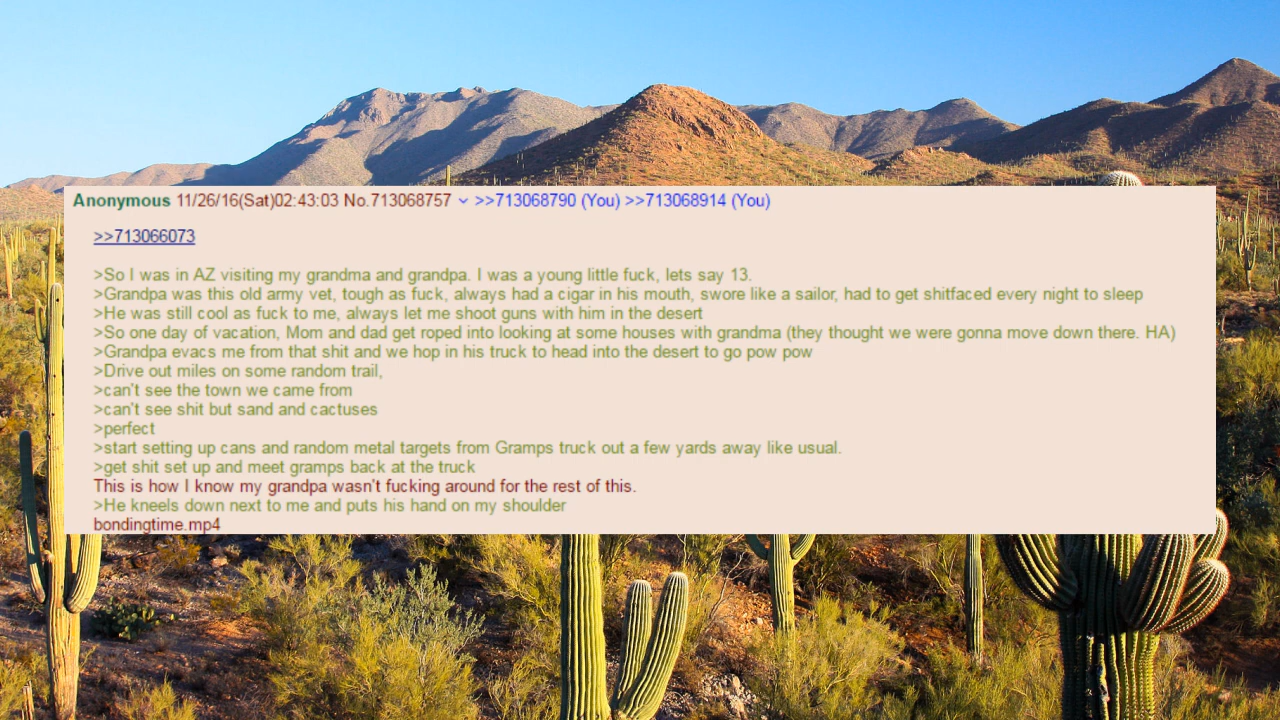 Anonymous 11/26/16(Sat)02:43:03 No.713068757 >>713068790 (You) >>713068914 (You)
>>713066073
>So I was in AZ visiting my grandma and grandpa. I was a young little fuck, lets say 13.
>Grandpa was this old army vet, tough as fuck, always had a cigar in his mouth, swore like a sailor, had to get shitfaced every night to sleep
>He was still cool as fuck to me, always let me shoot guns with him in the desert
>So one day of vacation, Mom and dad get roped into looking at some houses with grandma (they thought we were gonna move down there. HA)
>Grandpa evacs me from that shit and we hop in his truck to head into the desert to go pow pow
>Drive out miles on some random trail,
>can't see the town we came from
>can't see shit but sand and cactuses
>perfect
>start setting up cans and random metal targets from Gramps truck out a few yards away like usual.
>get shit set up and meet gramps back at the truck
This is how I know my grandpa wasn't fucking around for the rest of this.
>He kneels down next to me and puts his hand on my shoulder
bondingtime.mp4